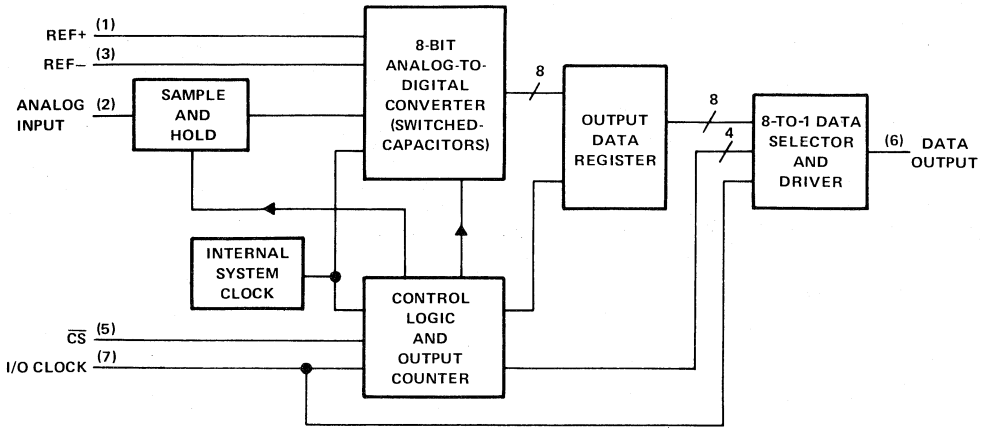 REF+ (1)
REF– (3)
ANALOG
INPUT
(2)
SAMPLE
AND
HOLD
8-BIT
ANALOG-TO-
DIGITAL
CONVERTER
(SWITCHED-
CAPACITORS)
8
OUTPUT
DATA
REGISTER
8
4
8-TO-1 DATA
SELECTOR
AND
DRIVER
(6)
DATA
OUTPUT
INTERNAL
SYSTEM
CLOCK
CONTROL
LOGIC
AND
OUTPUT
COUNTER
C̅S̅ (5)
I/O CLOCK (7)